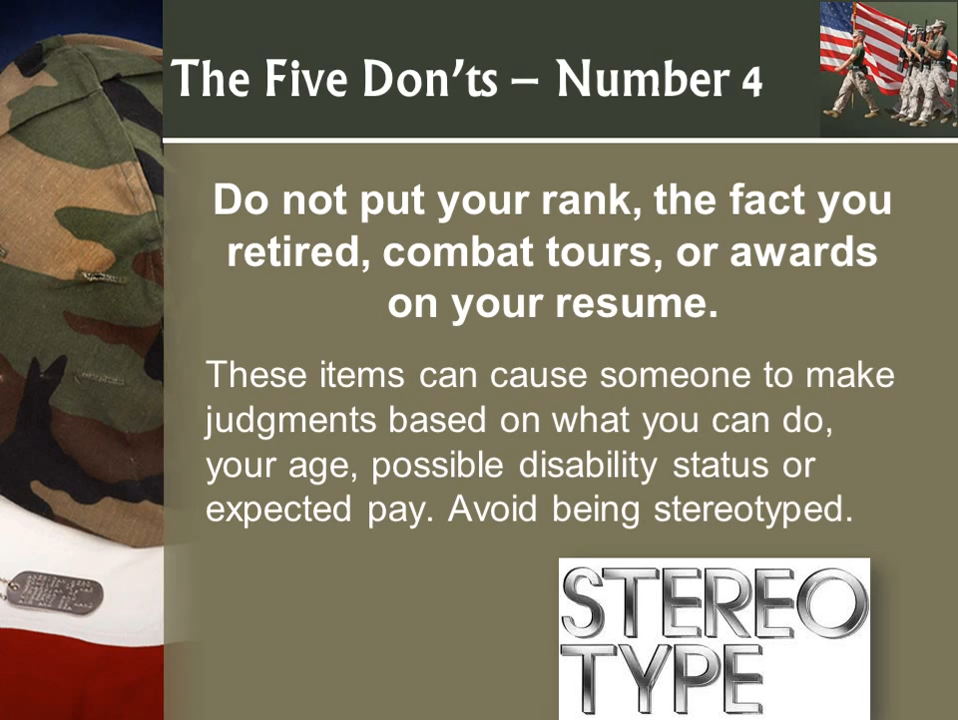 The Five Don'ts – Number 4
Do not put your rank, the fact you
retired, combat tours, or awards
on your resume.
These items can cause someone to make
judgments based on what you can do,
your age, possible disability status or
expected pay. Avoid being stereotyped.
STEREO
TYPE